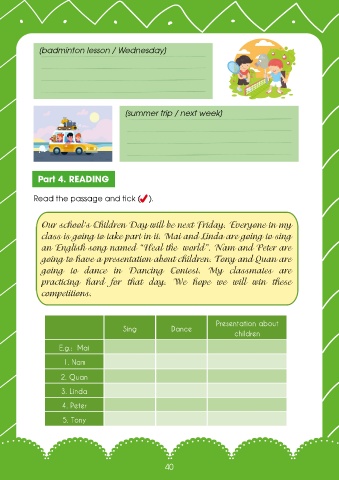 (badminton lesson / Wednesday)
(summer trip / next week)
Part 4. READING
Read the passage and tick (✓).
Our school's Children Day will be next Friday. Everyone in my
class is going to take part in it. Mai and Linda are going to sing
an English song named "Heal the world". Nam and Peter are
going to have a presentation about children. Tony and Quan are
going to dance in Dancing Contest. My classmates are
practicing hard for that day. We hope we will win these
competitions.
Sing Dance Presentation about
children
E.g.: Mai
1. Nam
2. Quan
3. Linda
4. Peter
5. Tony
40